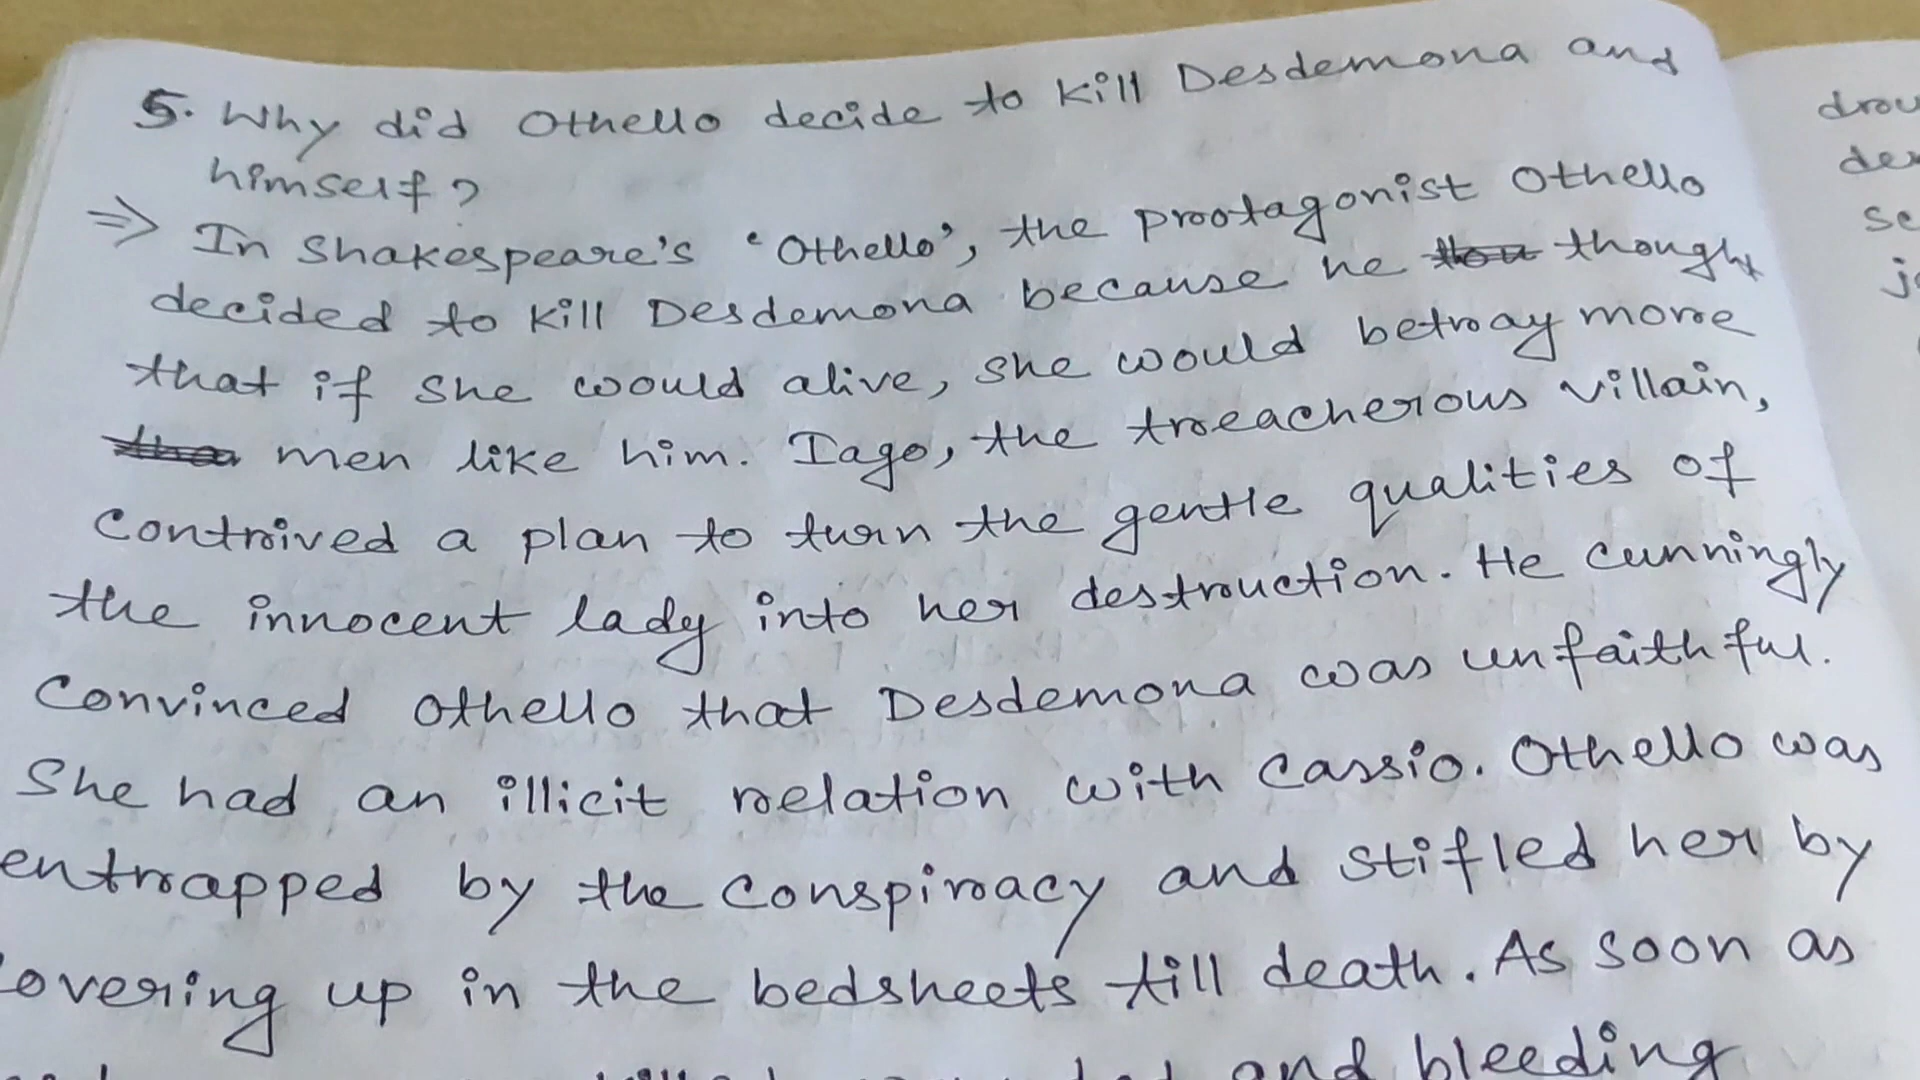 5. Why did Othello decide to kill Desdemona and
himself?
⇒ In Shakespeare's 'Othello', the protagonist Othello
decided to kill Desdemona because he thought
that if she would alive, she would betray more
men like him. Iago, the treacherous villain,
contrived a plan to turn the gentle qualities of
the innocent lady into her destruction. He cunningly
convinced Othello that Desdemona was unfaithful.
She had an illicit relation with Cassio. Othello was
entrapped by the conspiracy and stifled her by
covering up in the bedsheets till death. As soon as
and bleeding